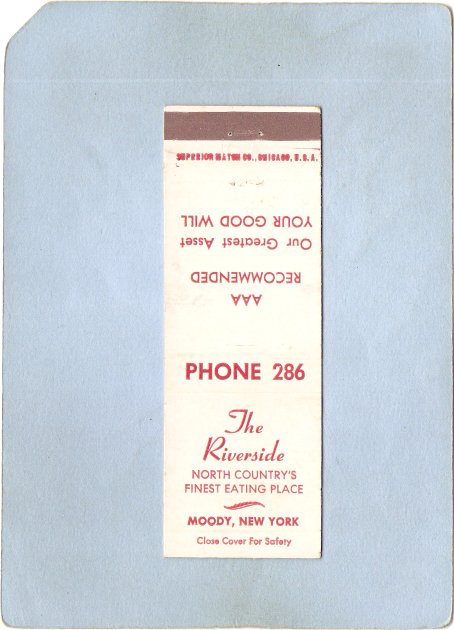 SUPERIOR MATCH CO., CHICAGO, U.S.A.
AAA
RECOMMENDED
Our Greatest Asset
YOUR GOOD WILL
PHONE 286
The
Riverside
NORTH COUNTRY'S
FINEST EATING PLACE
MOODY, NEW YORK
Close Cover For Safety